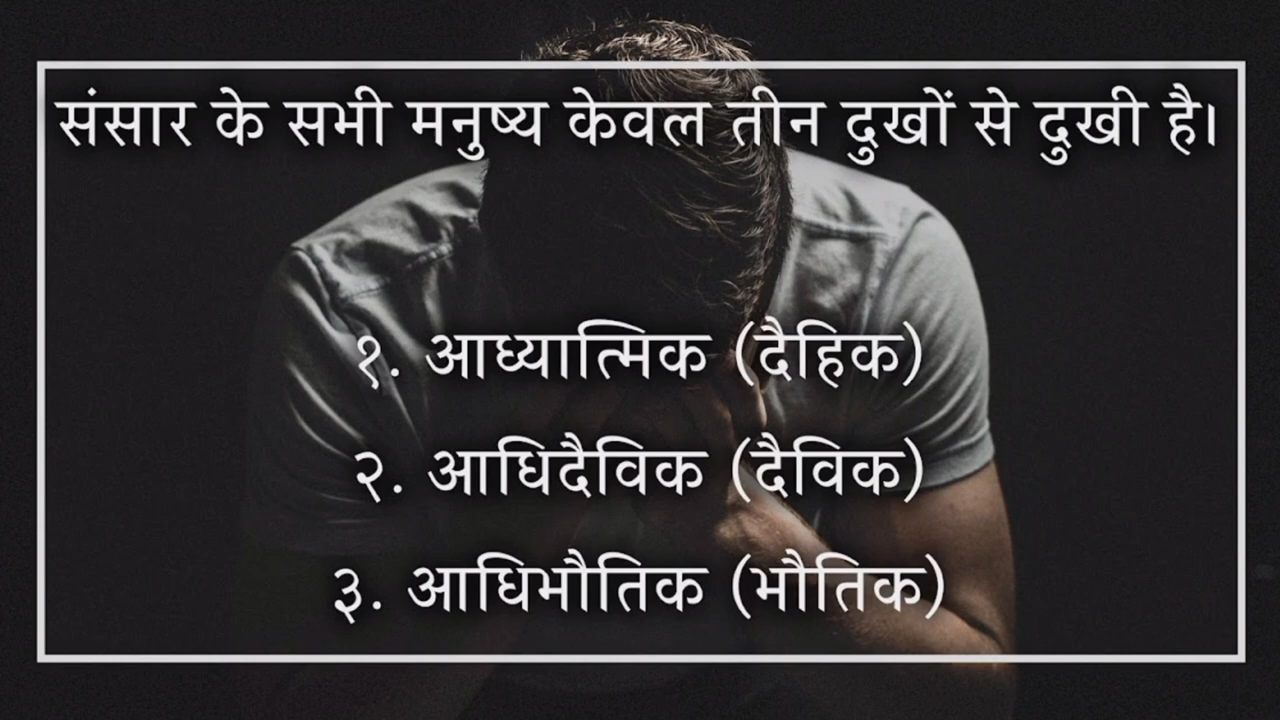 संसार के सभी मनुष्य केवल तीन दुखों से दुखी है।
१. आध्यात्मिक (दैहिक)
२. आधिदैविक (दैविक)
३. आधिभौतिक (भौतिक)